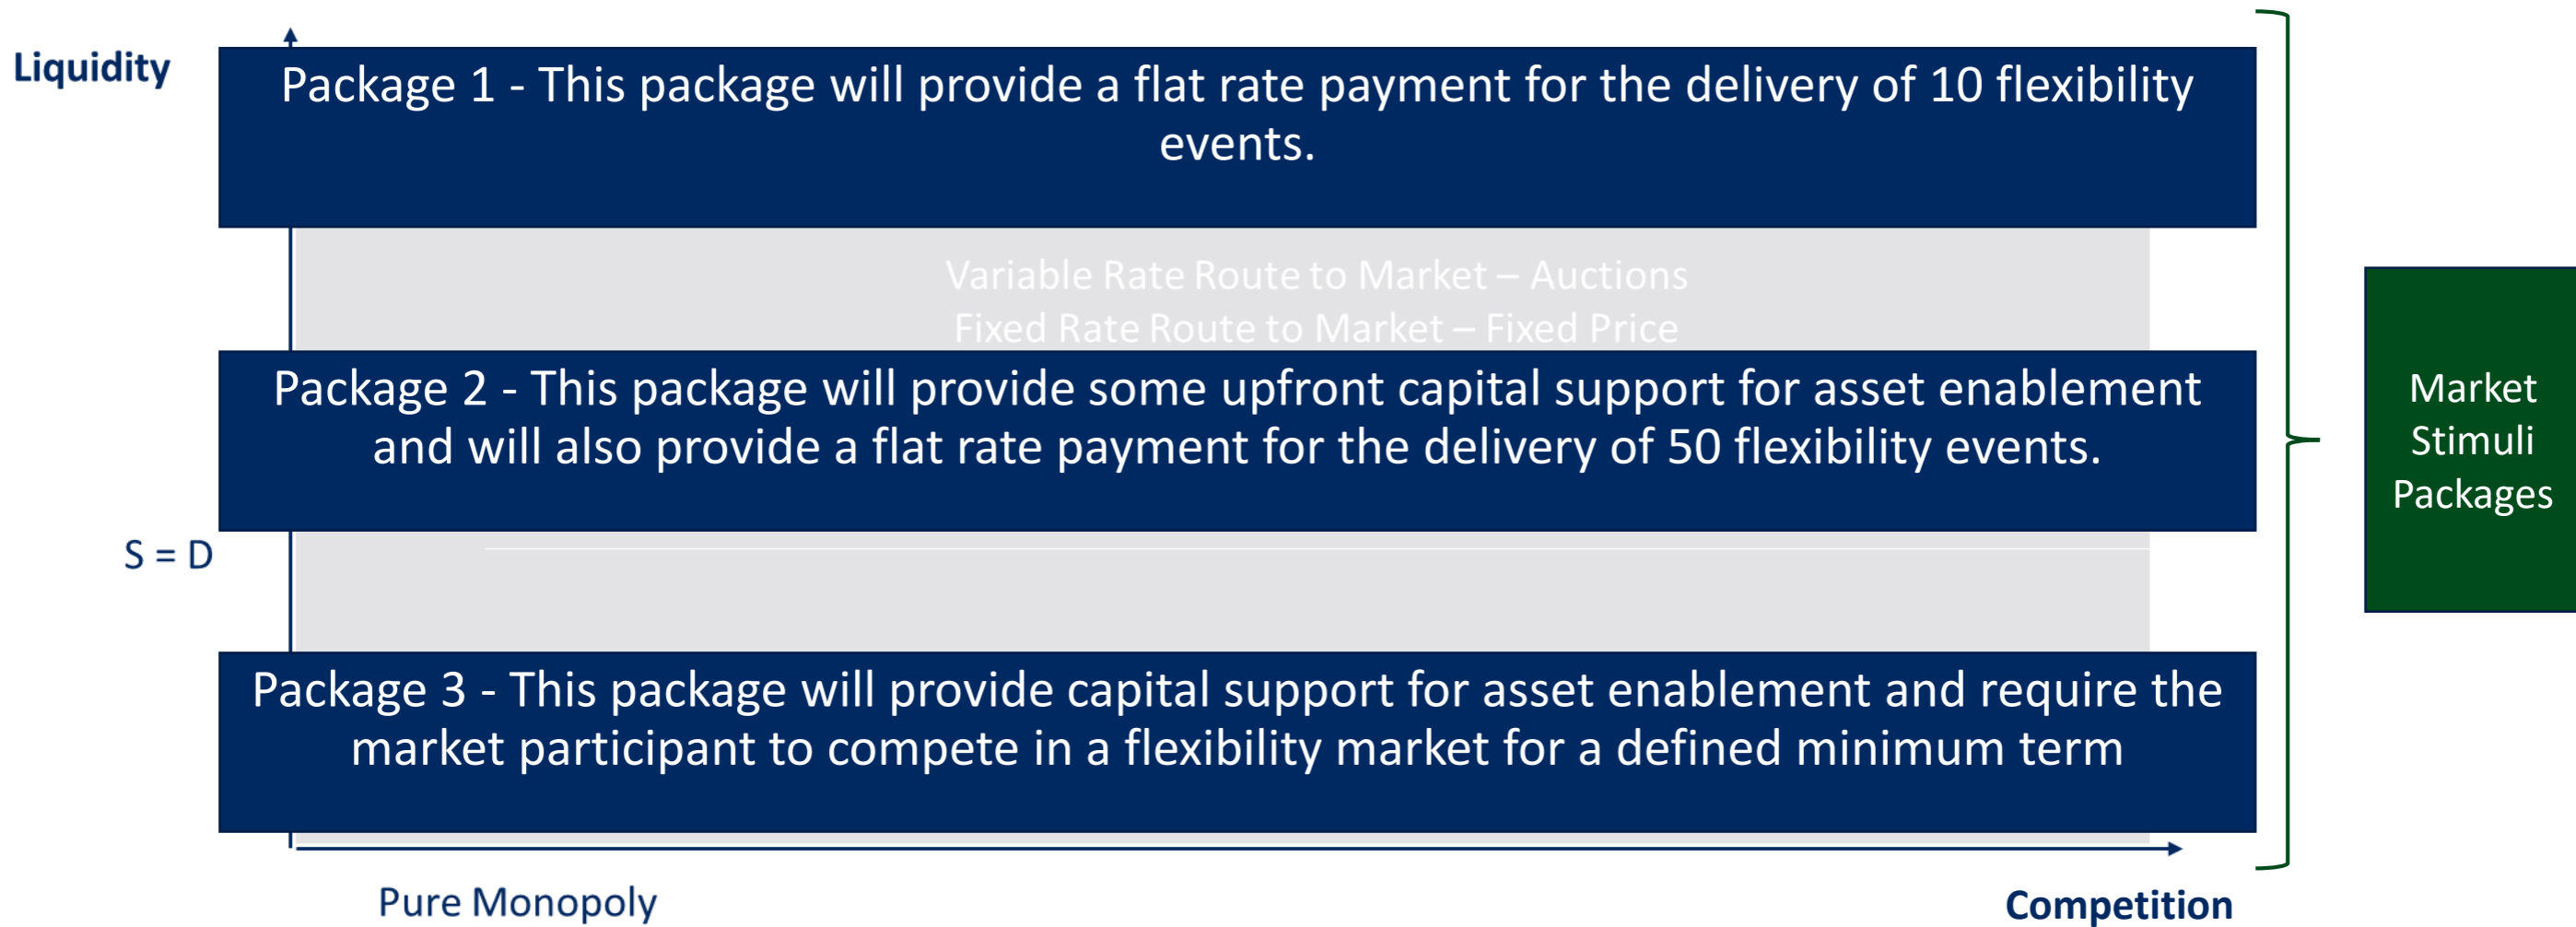 Liquidity
Package 1 - This package will provide a flat rate payment for the delivery of 10 flexibility
events.
Variable Rate Route to Market – Auctions
Fixed Rate Route to Market – Fixed Price
Package 2 - This package will provide some upfront capital support for asset enablement
and will also provide a flat rate payment for the delivery of 50 flexibility events.
S = D
Package 3 - This package will provide capital support for asset enablement and require the
market participant to compete in a flexibility market for a defined minimum term
Pure Monopoly
Competition
Market
Stimuli
Packages